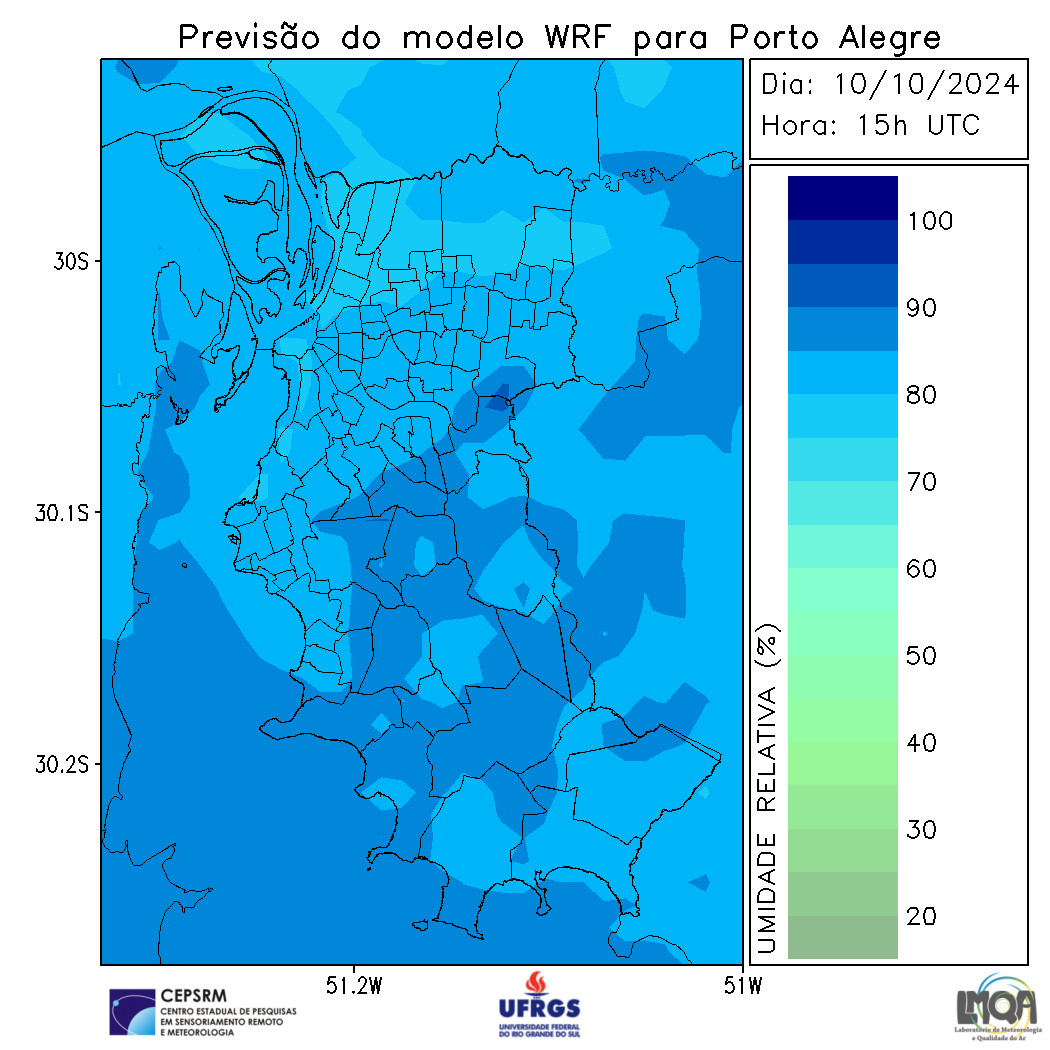 Previsão do modelo WRF para Porto Alegre
Dia: 10/10/2024
Hora: 15h UTC
30S
30.1S
30.2S
51.2W
51W
100
90
80
70
60
50
40
30
20
UMIDADE RELATIVA (%)
CEPSRM
CENTRO ESTADUAL DE PESQUISAS
EM SENSORIAMENTO REMOTO
E METEOROLOGIA
UFRGS
UNIVERSIDADE FEDERAL
DO RIO GRANDE DO SUL
LMQA
Laboratório de Meteorologia
e Qualidade do Ar